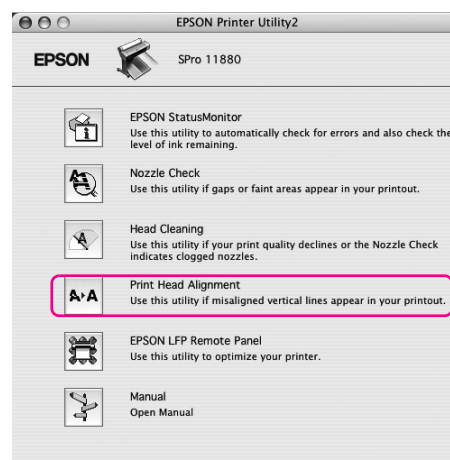 EPSON Printer Utility2
EPSON
SPro 11880
EPSON StatusMonitor
Use this utility to automatically check for errors and also check the
level of ink remaining.
Nozzle Check
Use this utility if gaps or faint areas appear in your printout.
Head Cleaning
Use this utility if your print quality declines or the Nozzle Check
indicates clogged nozzles.
Print Head Alignment
A A
Use this utility if misaligned vertical lines appear in your printout.
EPSON LFP Remote Panel
Use this utility to optimize your printer.
Manual
Open Manual